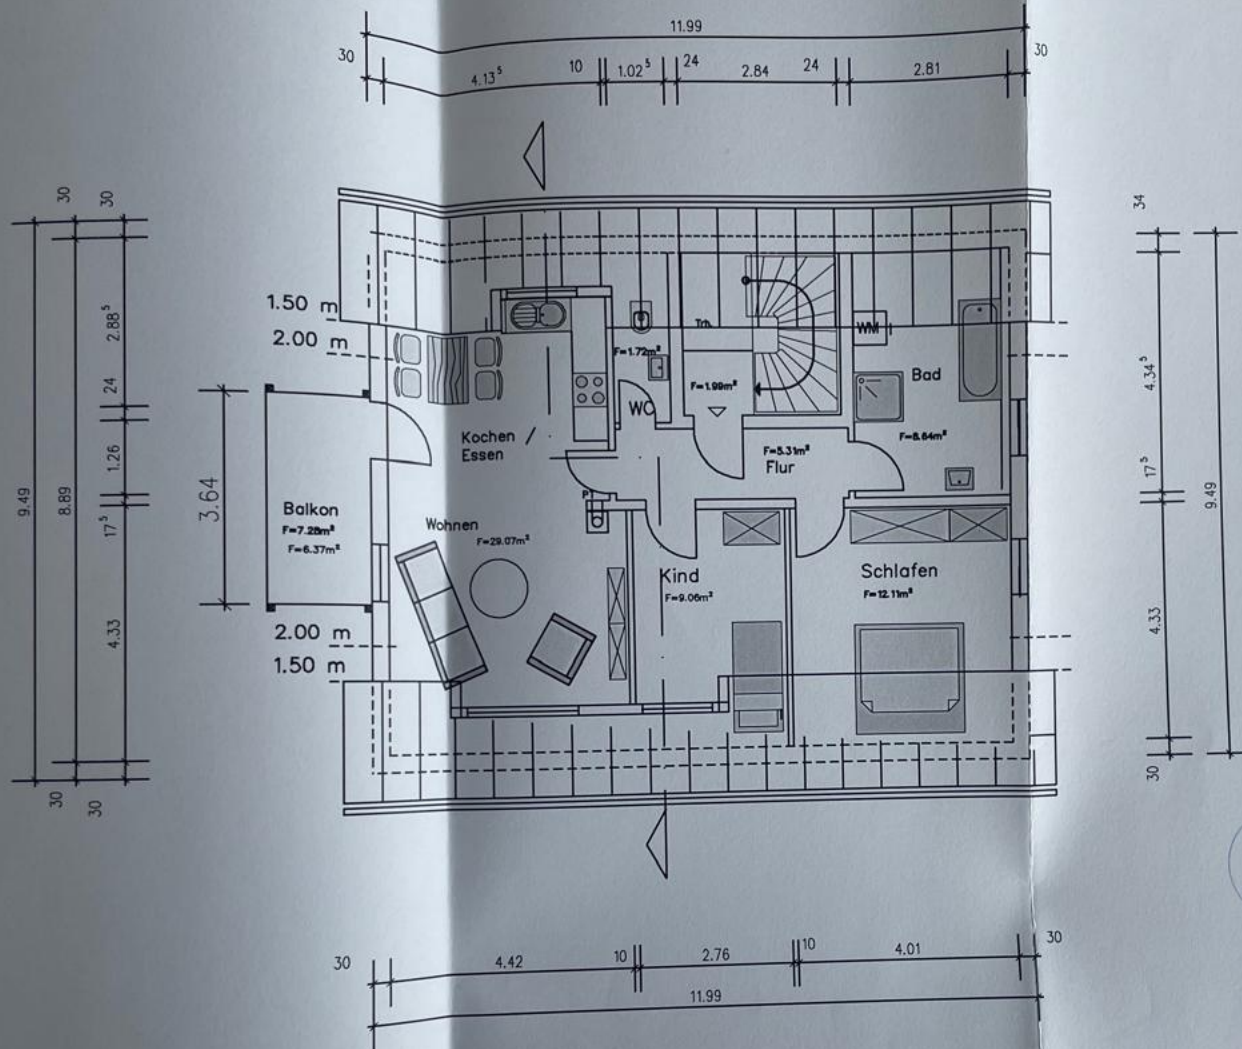 11.99
30
4.13⁵
10
1.02⁵
24
2.84
24
2.81
30
30
30
34
1.50 m
2.00 m
2.88⁵
24
1.26
17⁵
4.33
9.49
8.89
3.64
30
30
Trh.
F=1.72m²
F=1.99m²
WC
WM
Bad
F=8.64m²
Kochen /
Essen
F=5.31m²
Flur
Balkon
F=7.28m²
F=6.37m²
Wohnen
F=29.07m²
Kind
F=9.06m²
Schlafen
F=12.11m²
2.00 m
1.50 m
4.34⁵
17⁵
4.33
30
9.49
30
4.42
10
2.76
10
4.01
30
11.99